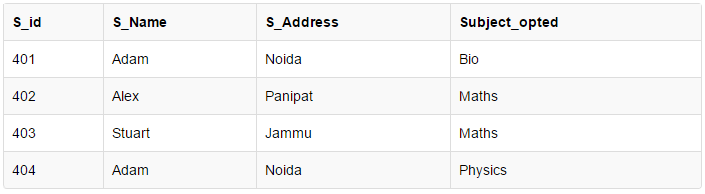 S_id S_Name S_Address Subject_opted
401 Adam Noida Bio
402 Alex Panipat Maths
403 Stuart Jammu Maths
404 Adam Noida Physics